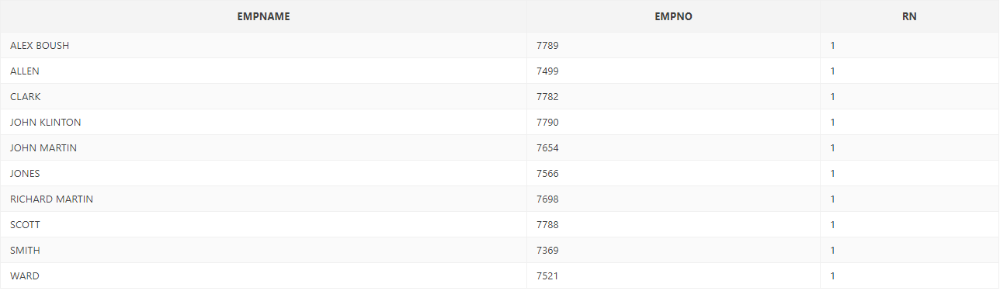 EMPNAME EMPNO RN
ALEX BOUSH 7789 1
ALLEN 7499 1
CLARK 7782 1
JOHN KLINTON 7790 1
JOHN MARTIN 7654 1
JONES 7566 1
RICHARD MARTIN 7698 1
SCOTT 7788 1
SMITH 7369 1
WARD 7521 1